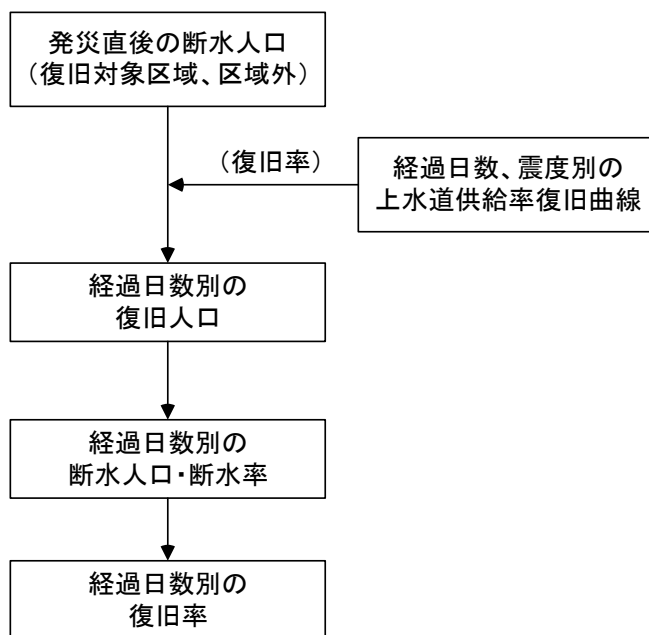 発災直後の断水人口
（復旧対象区域、区域外）
（復旧率）
経過日数、震度別の
上水道供給率復旧曲線
経過日数別の
復旧人口
経過日数別の
断水人口・断水率
経過日数別の
復旧率